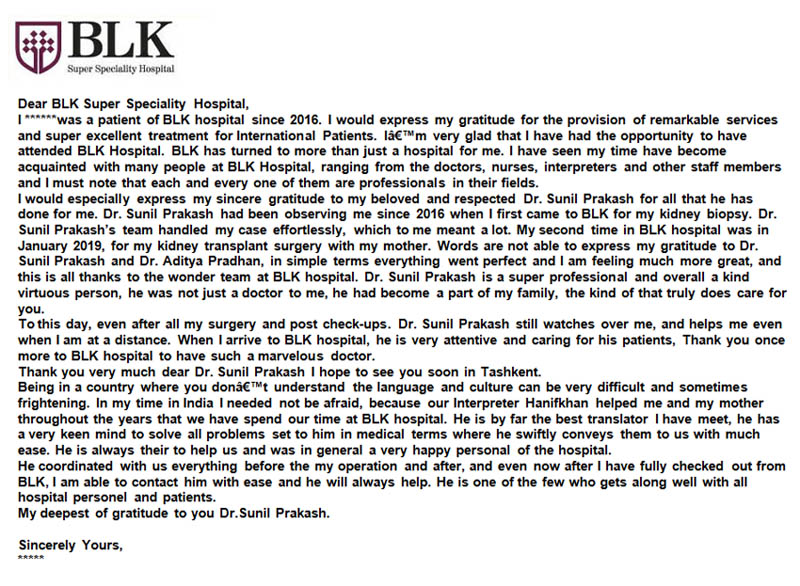 BLK
Super Speciality Hospital
Dear BLK Super Speciality Hospital,
I ******was a patient of BLK hospital since 2016. I would express my gratitude for the provision of remarkable services
and super excellent treatment for International Patients. Iâ€™m very glad that I have had the opportunity to have
attended BLK Hospital. BLK has turned to more than just a hospital for me. I have seen my time have become
acquainted with many people at BLK Hospital, ranging from the doctors, nurses, interpreters and other staff members
and I must note that each and every one of them are professionals in their fields.
I would especially express my sincere gratitude to my beloved and respected Dr. Sunil Prakash for all that he has
done for me. Dr. Sunil Prakash had been observing me since 2016 when I first came to BLK for my kidney biopsy. Dr.
Sunil Prakash's team handled my case effortlessly, which to me meant a lot. My second time in BLK hospital was in
January 2019, for my kidney transplant surgery with my mother. Words are not able to express my gratitude to Dr.
Sunil Prakash and Dr. Aditya Pradhan, in simple terms everything went perfect and I am feeling much more great, and
this is all thanks to the wonder team at BLK hospital. Dr. Sunil Prakash is a super professional and overall a kind
virtuous person, he was not just a doctor to me, he had become a part of my family, the kind of that truly does care for
you.
To this day, even after all my surgery and post check-ups. Dr. Sunil Prakash still watches over me, and helps me even
when I am at a distance. When I arrive to BLK hospital, he is very attentive and caring for his patients, Thank you once
more to BLK hospital to have such a marvelous doctor.
Thank you very much dear Dr. Sunil Prakash I hope to see you soon in Tashkent.
Being in a country where you donâ€™t understand the language and culture can be very difficult and sometimes
frightening. In my time in India I needed not be afraid, because our Interpreter Hanifkhan helped me and my mother
throughout the years that we have spend our time at BLK hospital. He is by far the best translator I have meet, he has
a very keen mind to solve all problems set to him in medical terms where he swiftly conveys them to us with much
ease. He is always their to help us and was in general a very happy personal of the hospital.
He coordinated with us everything before the my operation and after, and even now after I have fully checked out from
BLK, I am able to contact him with ease and he will always help. He is one of the few who gets along well with all
hospital personel and patients.
My deepest of gratitude to you Dr.Sunil Prakash.
Sincerely Yours,
*****